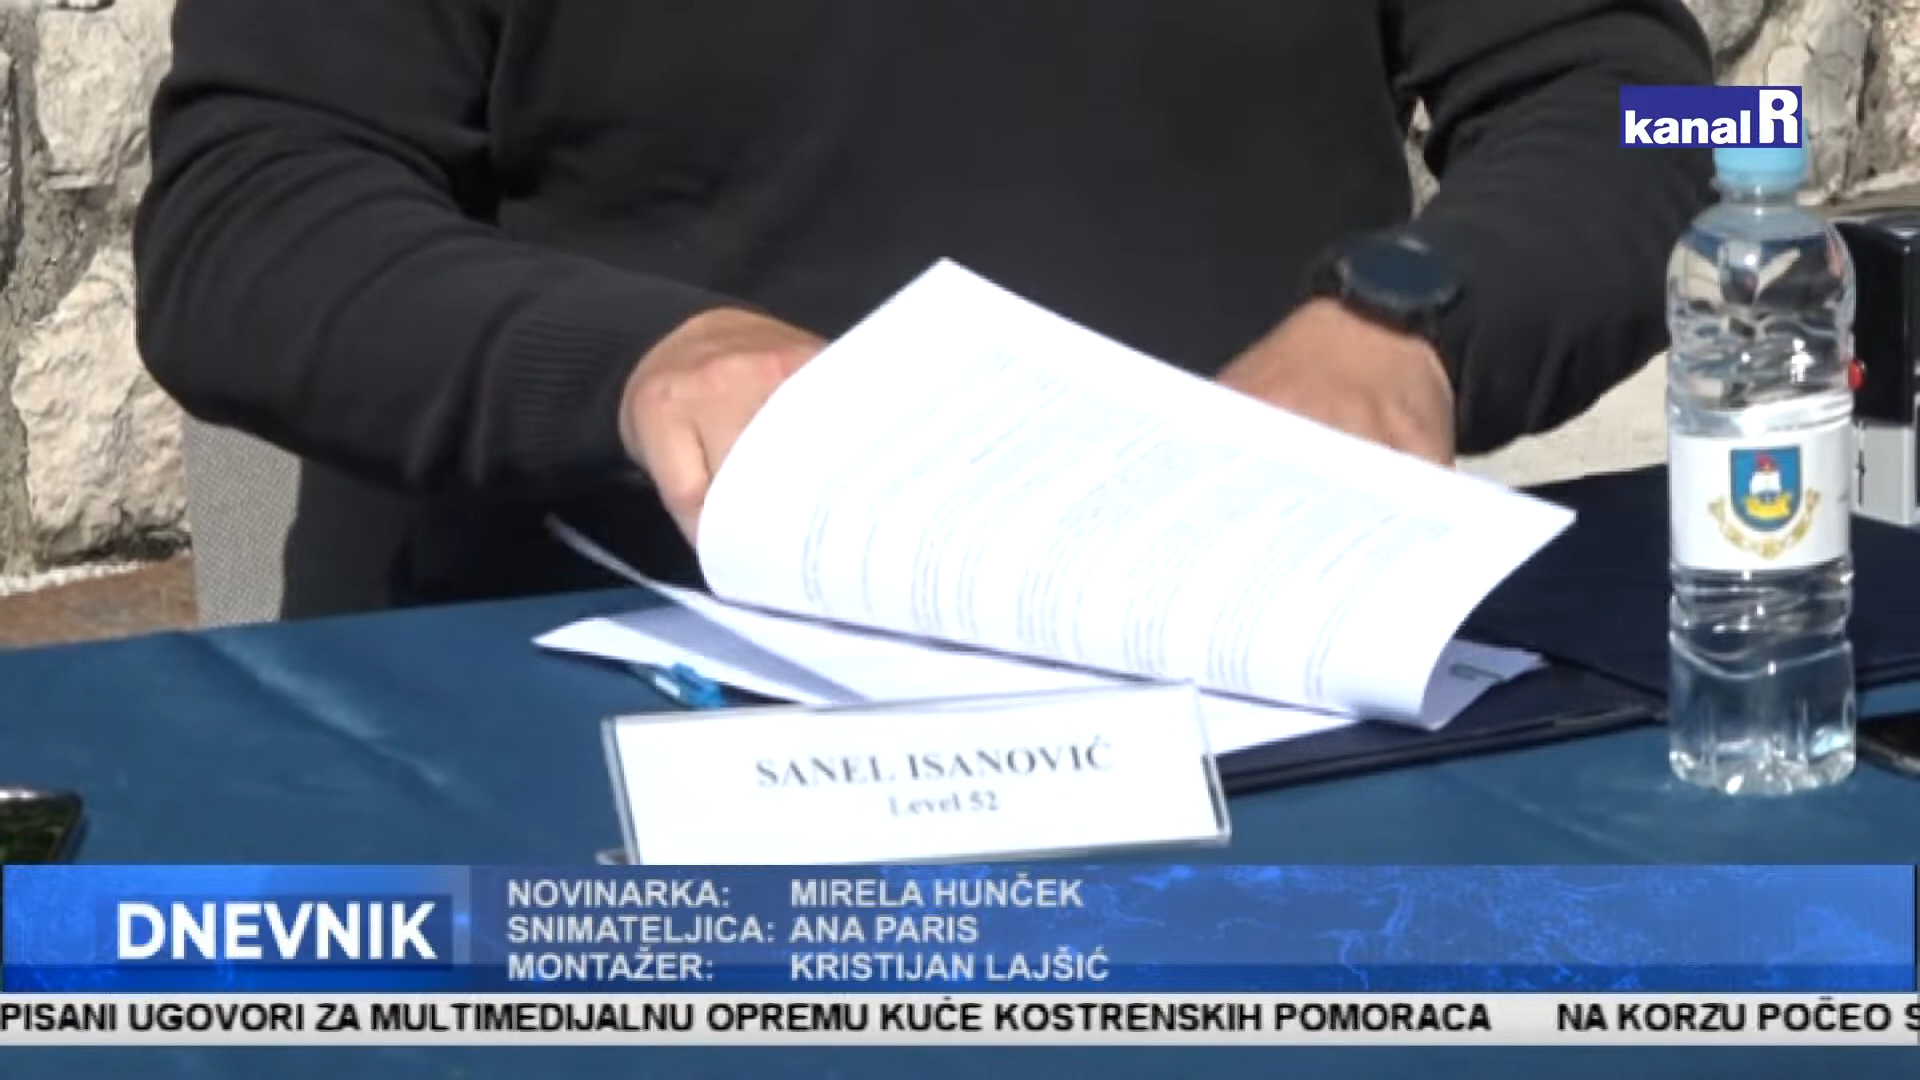 kanal R
SANEL ISANOVIĆ
Level 52
DNEVNIK
NOVINARKA: MIRELA HUNČEK
SNIMATELJICA: ANA PARIS
MONTAŽER: KRISTIJAN LAJŠIĆ
PISANI UGOVORI ZA MULTIMEDIJALNU OPREMU KUĆE KOSTRENSKIH POMORACA NA KORZU POČEO S